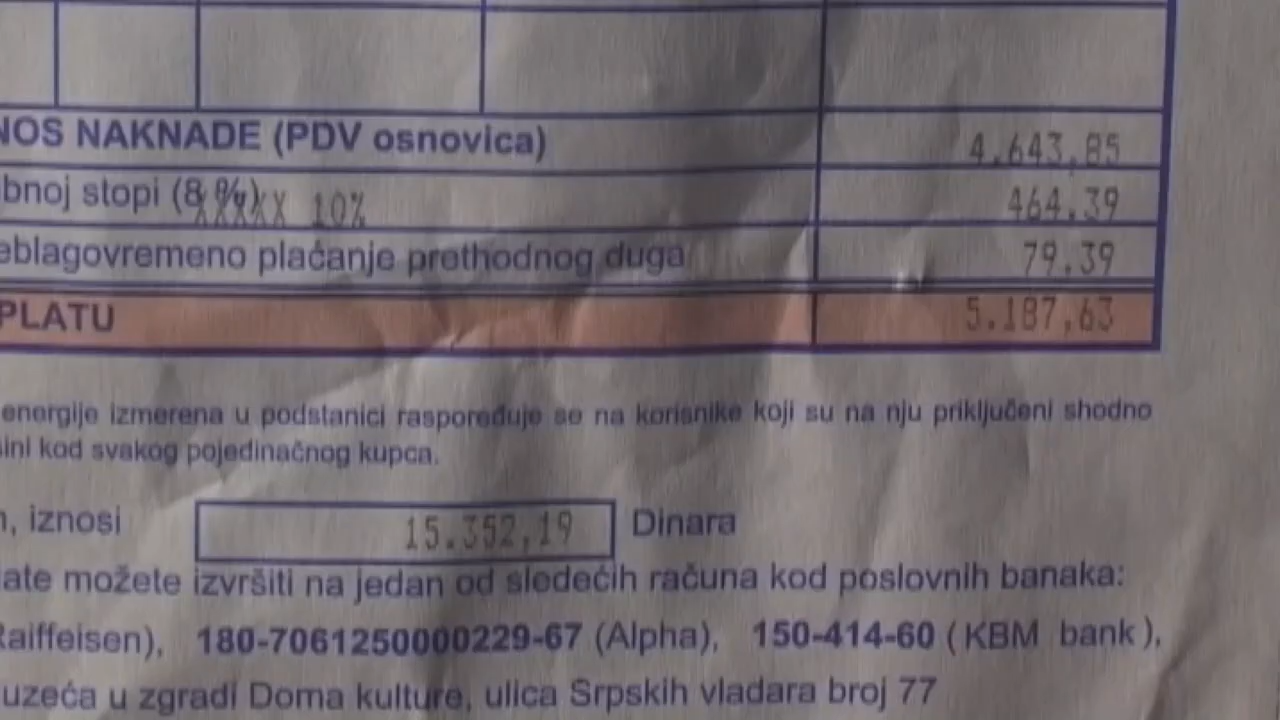 NOS NAKNADE (PDV osnovica) 4.643,85
bnoj stopi (8 %)XXXXX 10% 464.39
eblagovremeno plaćanje prethodnog duga 79.39
PLATU 5.187,63
energije izmerena u podstanici raspoređuje se na korisnike koji su na nju priključeni shodno
sini kod svakog pojedinačnog kupca.
n, iznosi 15.352,19 Dinara
late možete izvršiti na jedan od sledećih računa kod poslovnih banaka:
Raiffeisen), 180-7061250000229-67 (Alpha), 150-414-60 (KBM bank),
uzeća u zgradi Doma kulture, ulica Srpskih vladara broj 77